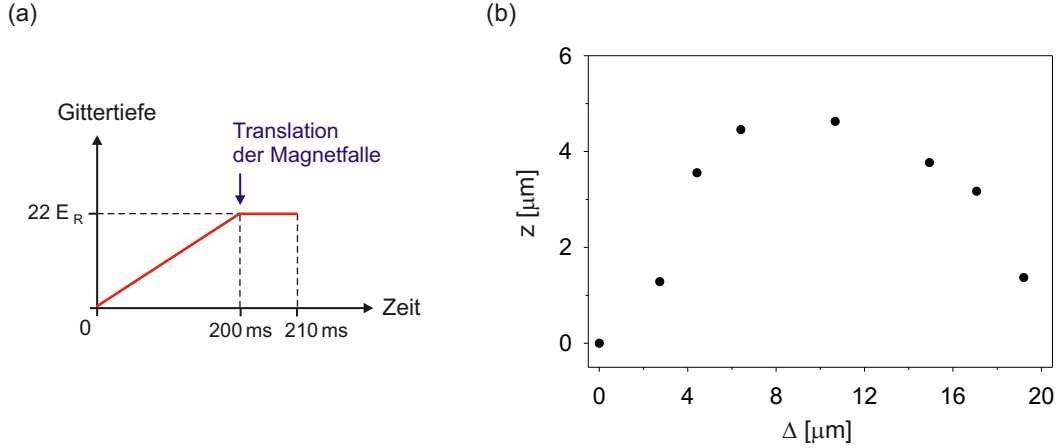 (a)
Gittertiefe
Translation
der Magnetfalle
22 E R
0
200 ms
210 ms
Zeit
(b)
z [μm]
6
4
2
0
0
4
8
12
16
20
Δ [μm]